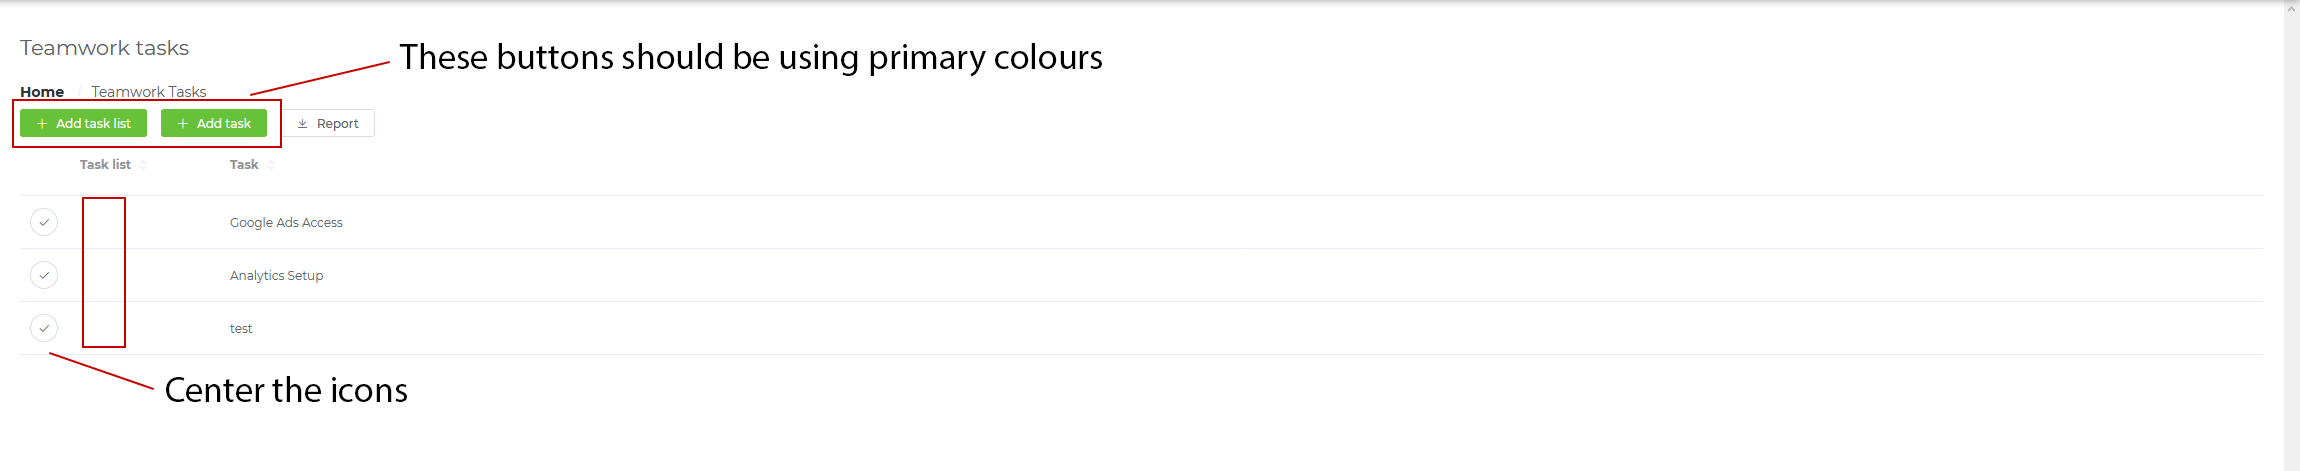 Teamwork tasks
These buttons should be using primary colours
Home / Teamwork Tasks
+ Add task list + Add task Report
Task list Task
Google Ads Access
Analytics Setup
test
Center the icons